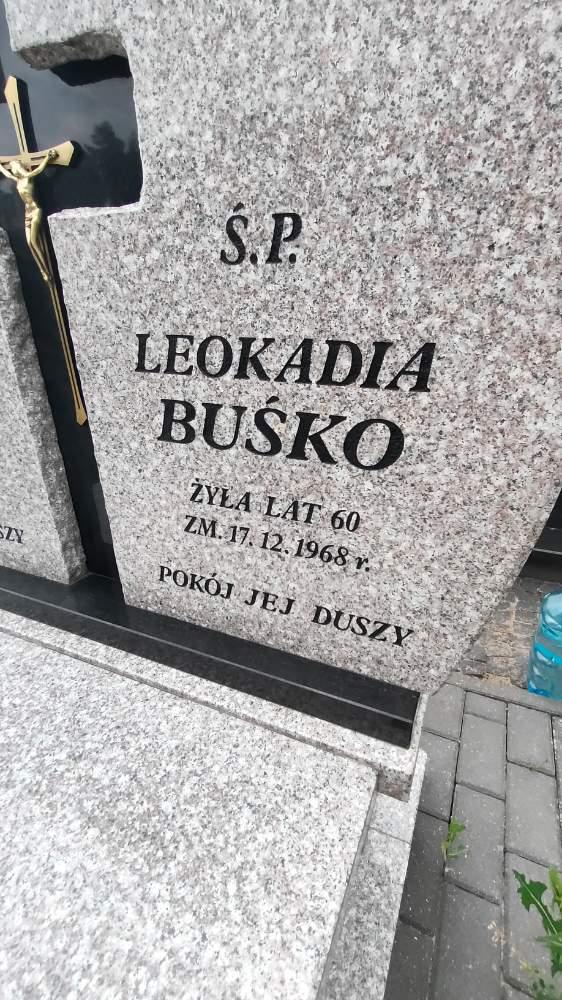 Ś.P.
LEOKADIA
BUŚKO
ŻYŁA LAT 60
ZM. 17. 12. 1968 r.
POKÓJ JEJ DUSZY